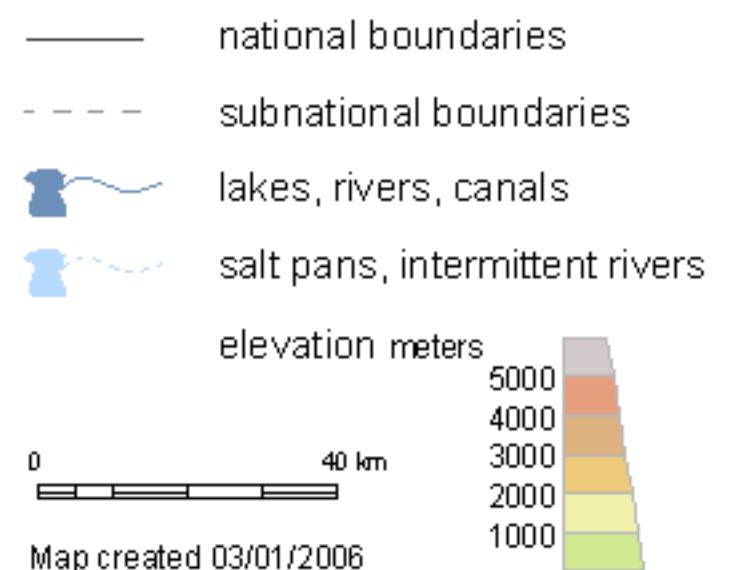 national boundaries
subnational boundaries
lakes, rivers, canals
salt pans, intermittent rivers
elevation meters
5000
4000
3000
2000
1000
0 40 km
Map created 03/01/2006